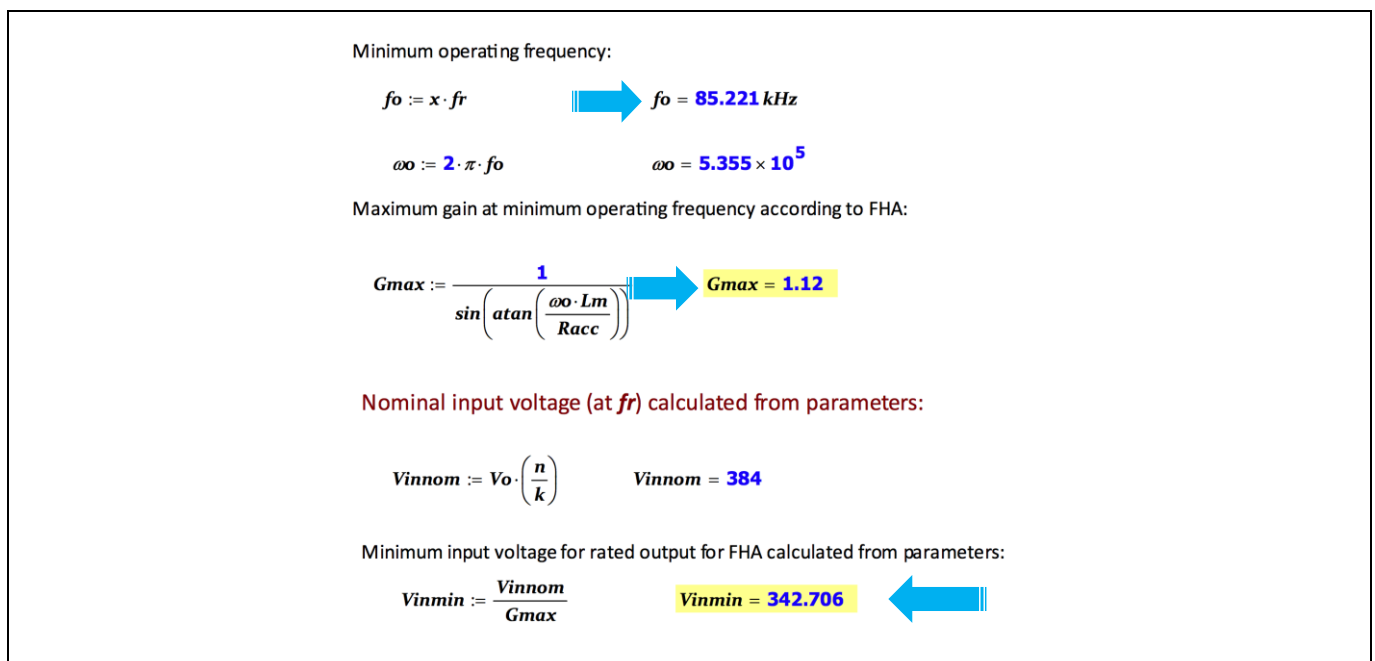 Minimum operating frequency:
fo := x · fr fo = 85.221 kHz
ωo := 2 · π · fo ωo = 5.355 × 10^5
Maximum gain at minimum operating frequency according to FHA:
Gmax := 1 / sin(atan(ωo · Lm / Racc)) Gmax = 1.12
Nominal input voltage (at fr) calculated from parameters:
Vinnom := Vo · (n / k) Vinnom = 384
Minimum input voltage for rated output for FHA calculated from parameters:
Vinmin := Vinnom / Gmax Vinmin = 342.706